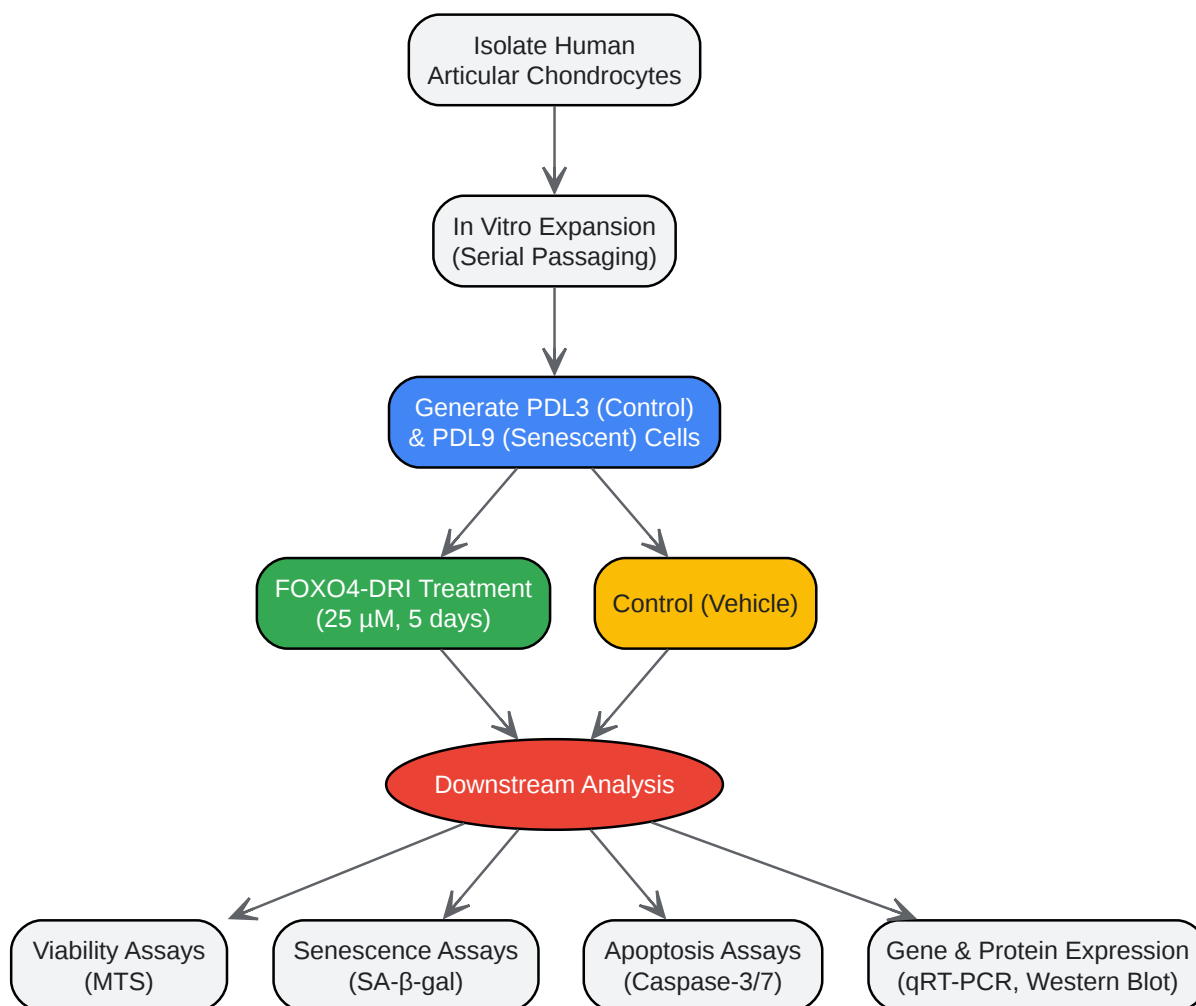 Isolate Human
Articular Chondrocytes
In Vitro Expansion
(Serial Passaging)
Generate PDL3 (Control)
& PDL9 (Senescent) Cells
FOXO4-DRI Treatment
(25 µM, 5 days)
Control (Vehicle)
Downstream Analysis
Viability Assays
(MTS)
Senescence Assays
(SA-β-gal)
Apoptosis Assays
(Caspase-3/7)
Gene & Protein Expression
(qRT-PCR, Western Blot)